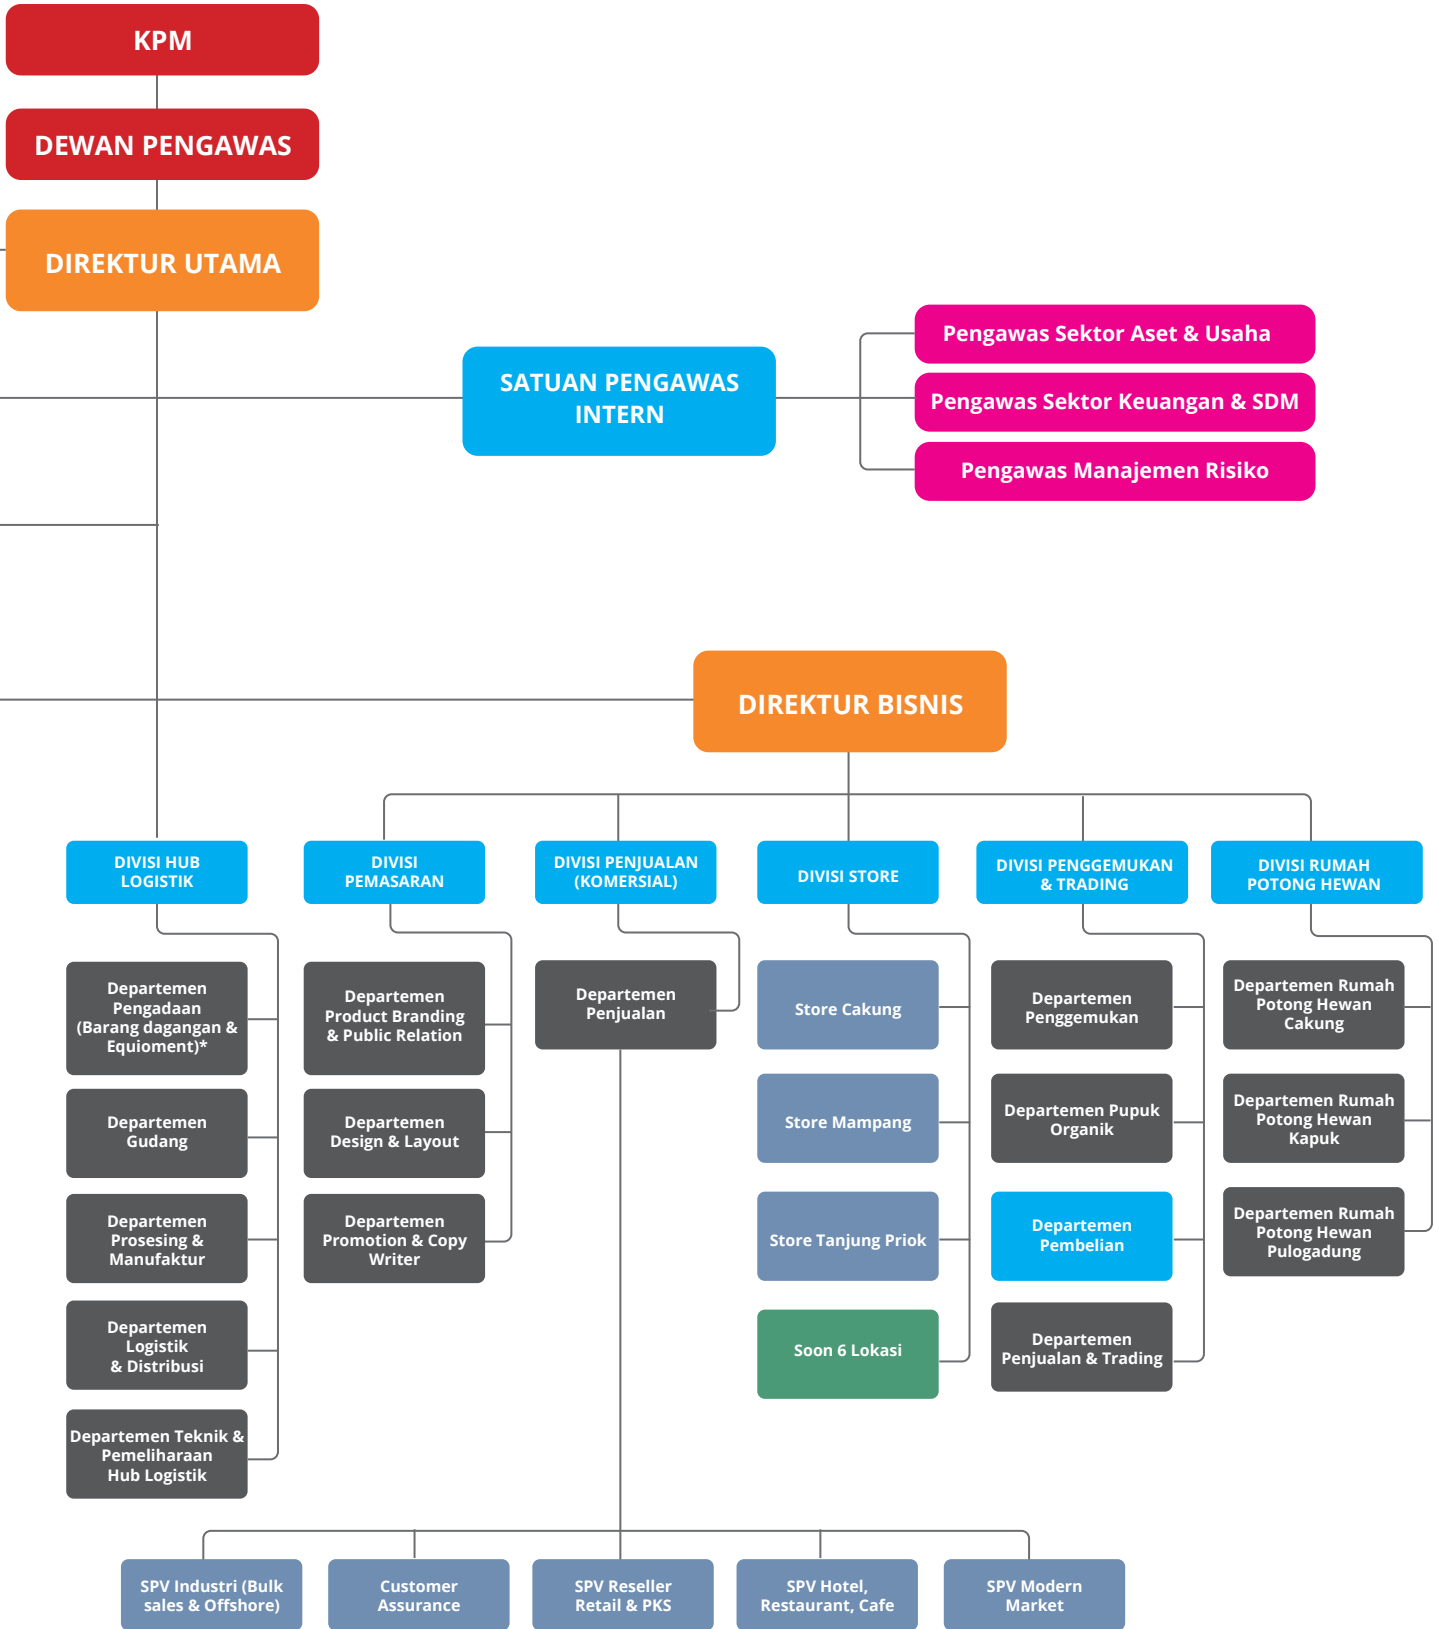 KPM
DEWAN PENGAWAS
DIREKTUR UTAMA
SATUAN PENGAWAS
INTERN
Pengawas Sektor Aset & Usaha
Pengawas Sektor Keuangan & SDM
Pengawas Manajemen Risiko
DIREKTUR BISNIS
DIVISI HUB
LOGISTIK
DIVISI
PEMASARAN
DIVISI PENJUALAN
(KOMERSIAL)
DIVISI STORE
DIVISI PENGGEMUKAN
& TRADING
DIVISI RUMAH
POTONG HEWAN
Departemen
Pengadaan
(Barang dagangan &
Equioment)*
Departemen
Gudang
Departemen
Prosesing &
Manufaktur
Departemen
Logistik
& Distribusi
Departemen Teknik &
Pemeliharaan
Hub Logistik
Departemen
Product Branding
& Public Relation
Departemen
Design & Layout
Departemen
Promotion & Copy
Writer
Departemen
Penjualan
Store Cakung
Store Mampang
Store Tanjung Priok
Soon 6 Lokasi
Departemen
Penggemukan
Departemen Pupuk
Organik
Departemen
Pembelian
Departemen
Penjualan & Trading
Departemen Rumah
Potong Hewan
Cakung
Departemen Rumah
Potong Hewan
Kapuk
Departemen Rumah
Potong Hewan
Pulogadung
SPV Industri (Bulk
sales & Offshore)
Customer
Assurance
SPV Reseller
Retail & PKS
SPV Hotel,
Restaurant, Cafe
SPV Modern
Market